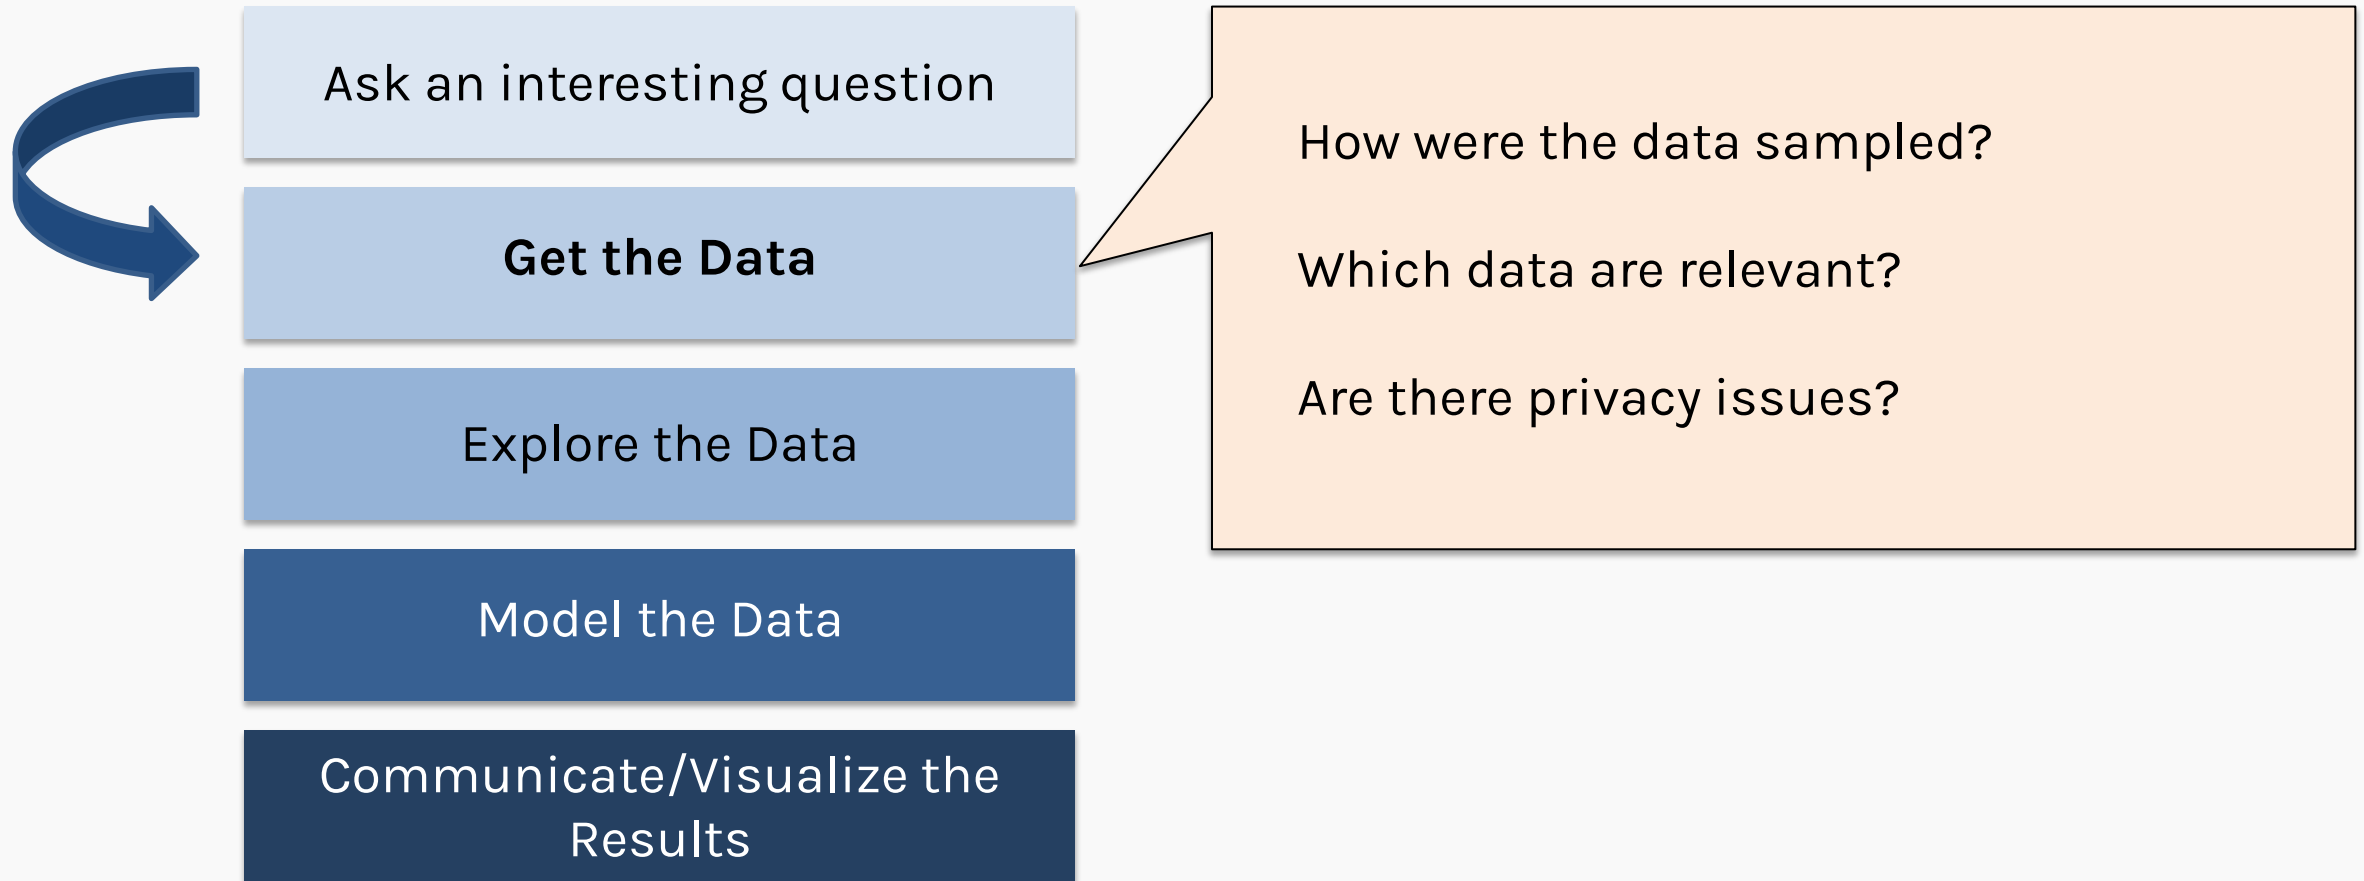 Ask an interesting question
Get the Data
Explore the Data
Model the Data
Communicate/Visualize the
Results
How were the data sampled?
Which data are relevant?
Are there privacy issues?